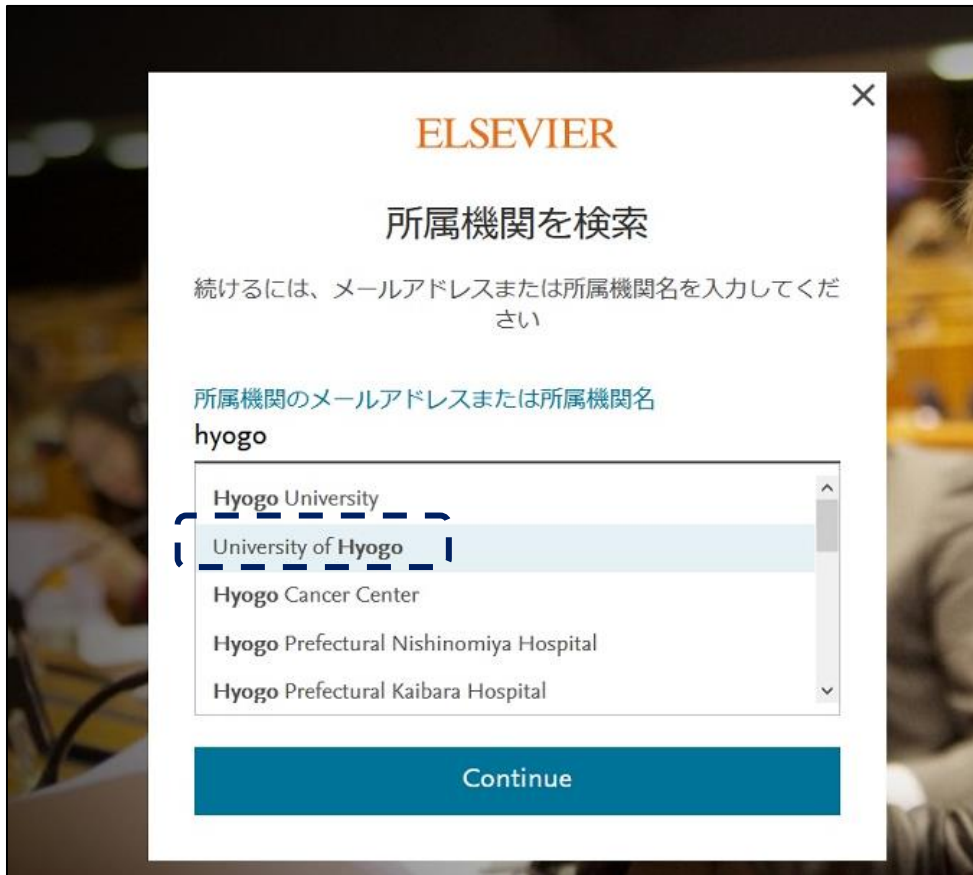 ELSEVIER
所属機関を検索
続けるには、メールアドレスまたは所属機関名を入力してくだ
さい
所属機関のメールアドレスまたは所属機関名
hyogo
Hyogo University
University of Hyogo
Hyogo Cancer Center
Hyogo Prefectural Nishinomiya Hospital
Hyogo Prefectural Kaibara Hospital
Continue